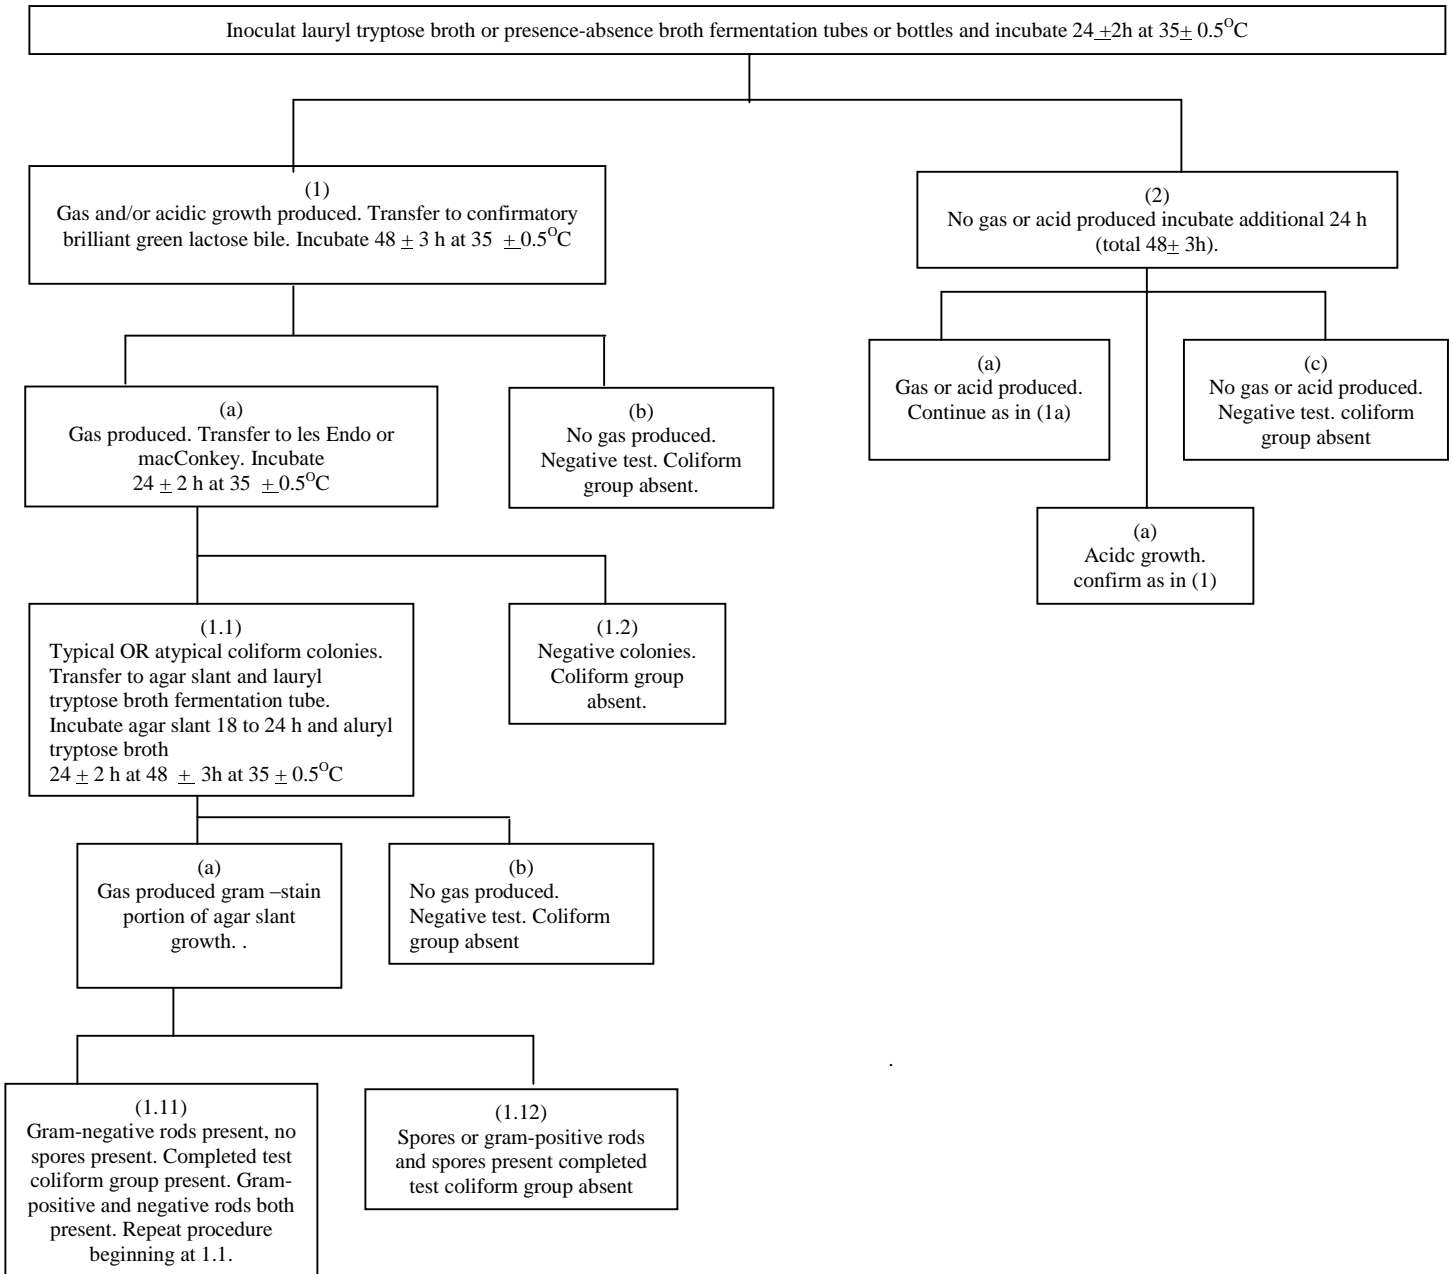 Inoculat lauryl tryptose broth or presence-absence broth fermentation tubes or bottles and incubate 24 ±2h at 35± 0.5°C
(1)
Gas and/or acidic growth produced. Transfer to confirmatory
brilliant green lactose bile. Incubate 48 ± 3 h at 35 ±0.5°C
(2)
No gas or acid produced incubate additional 24 h
(total 48± 3h).
(a)
Gas produced. Transfer to les Endo or
macConkey. Incubate
24 ± 2 h at 35 ±0.5°C
(b)
No gas produced.
Negative test. Coliform
group absent.
(a)
Gas or acid produced.
Continue as in (1a)
(c)
No gas or acid produced.
Negative test. coliform
group absent
(a)
Acidc growth.
confirm as in (1)
(1.1)
Typical OR atypical coliform colonies.
Transfer to agar slant and lauryl
tryptose broth fermentation tube.
Incubate agar slant 18 to 24 h and aluryl
tryptose broth
24 ± 2 h at 48 ± 3h at 35 ± 0.5°C
(1.2)
Negative colonies.
Coliform group
absent.
(a)
Gas produced gram –stain
portion of agar slant
growth. .
(b)
No gas produced.
Negative test. Coliform
group absent
(1.11)
Gram-negative rods present, no
spores present. Completed test
coliform group present. Gram-
positive and negative rods both
present. Repeat procedure
beginning at 1.1.
(1.12)
Spores or gram-positive rods
and spores present completed
test coliform group absent
.